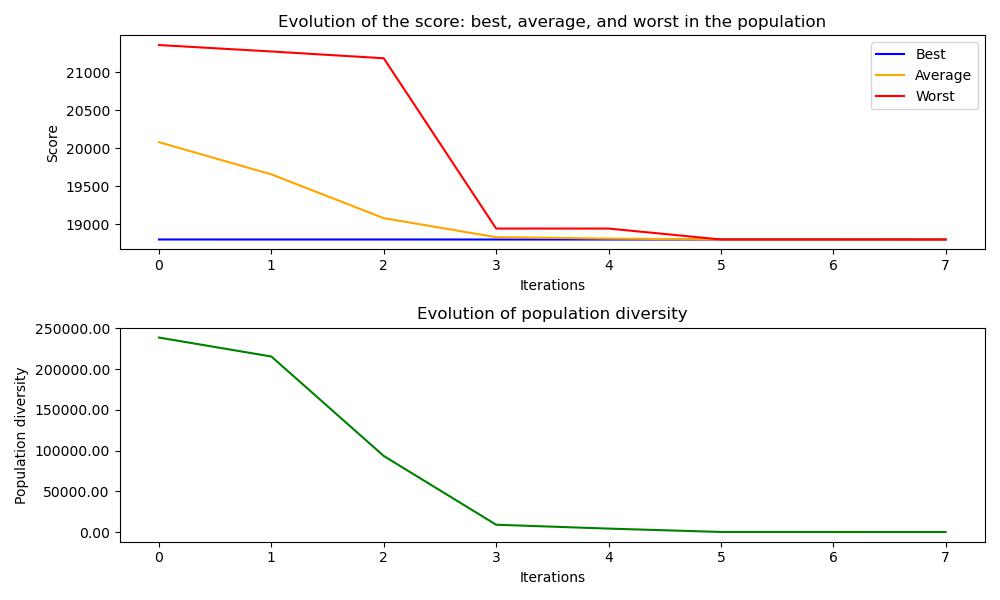 Evolution of the score: best, average, and worst in the population
Score
21000
20500
20000
19500
19000
Best
Average
Worst
0 1 2 3 4 5 6 7
Iterations
Evolution of population diversity
Population diversity
250000.00
200000.00
150000.00
100000.00
50000.00
0.00
0 1 2 3 4 5 6 7
Iterations